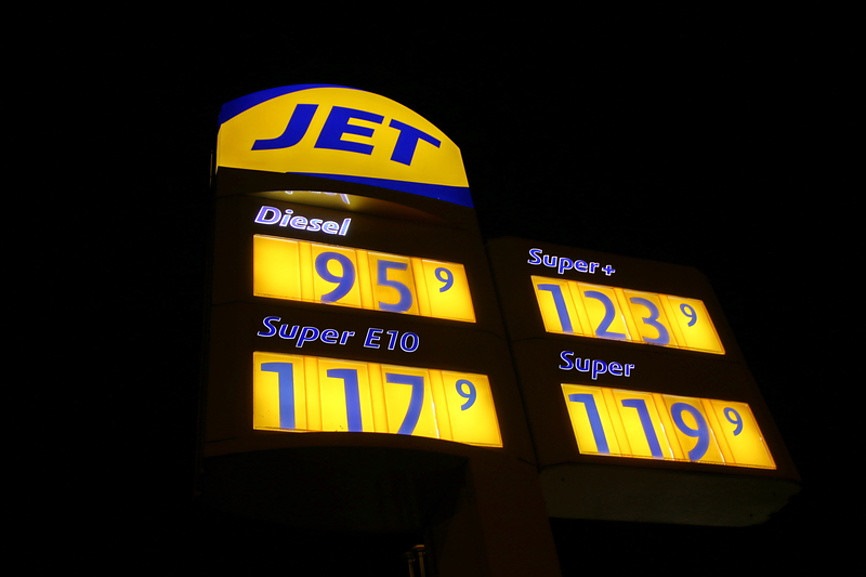 JET
Diesel
95⁹
Super E10
117⁹
Super+
123⁹
Super
119⁹